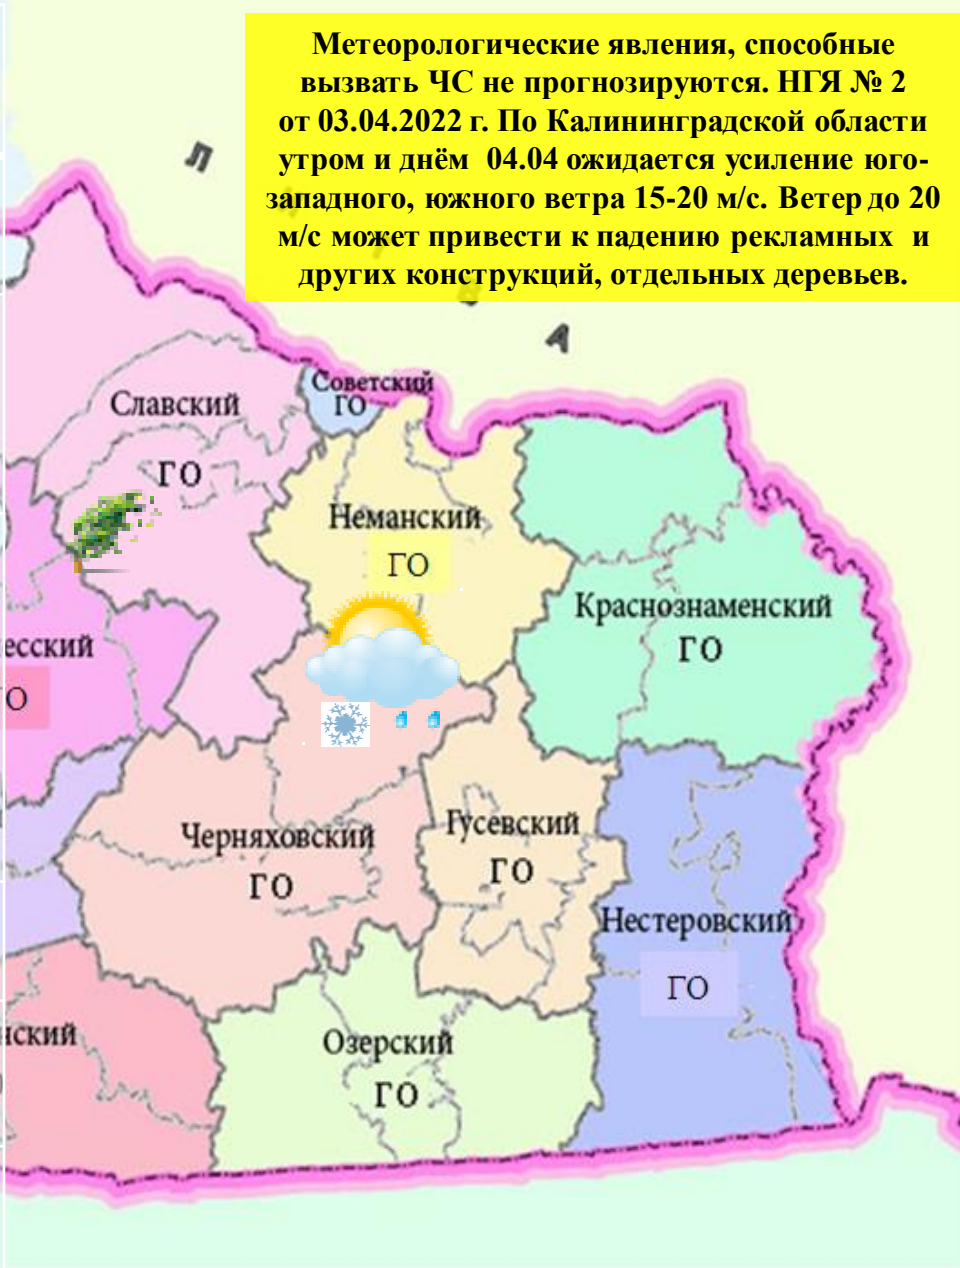 Метеорологические явления, способные
вызвать ЧС не прогнозируются. НГЯ № 2
от 03.04.2022 г. По Калининградской области
утром и днём 04.04 ожидается усиление юго-
западного, южного ветра 15-20 м/с. Ветер до 20
м/с может привести к падению рекламных и
других конструкций, отдельных деревьев.
Л
И
Т
В
А
Советский
ГО
Славский
ГО
Неманский
ГО
Краснознаменский
ГО
есский
О
Черняховский
ГО
Гусевский
ГО
Нестеровский
ГО
нский
Озерский
ГО